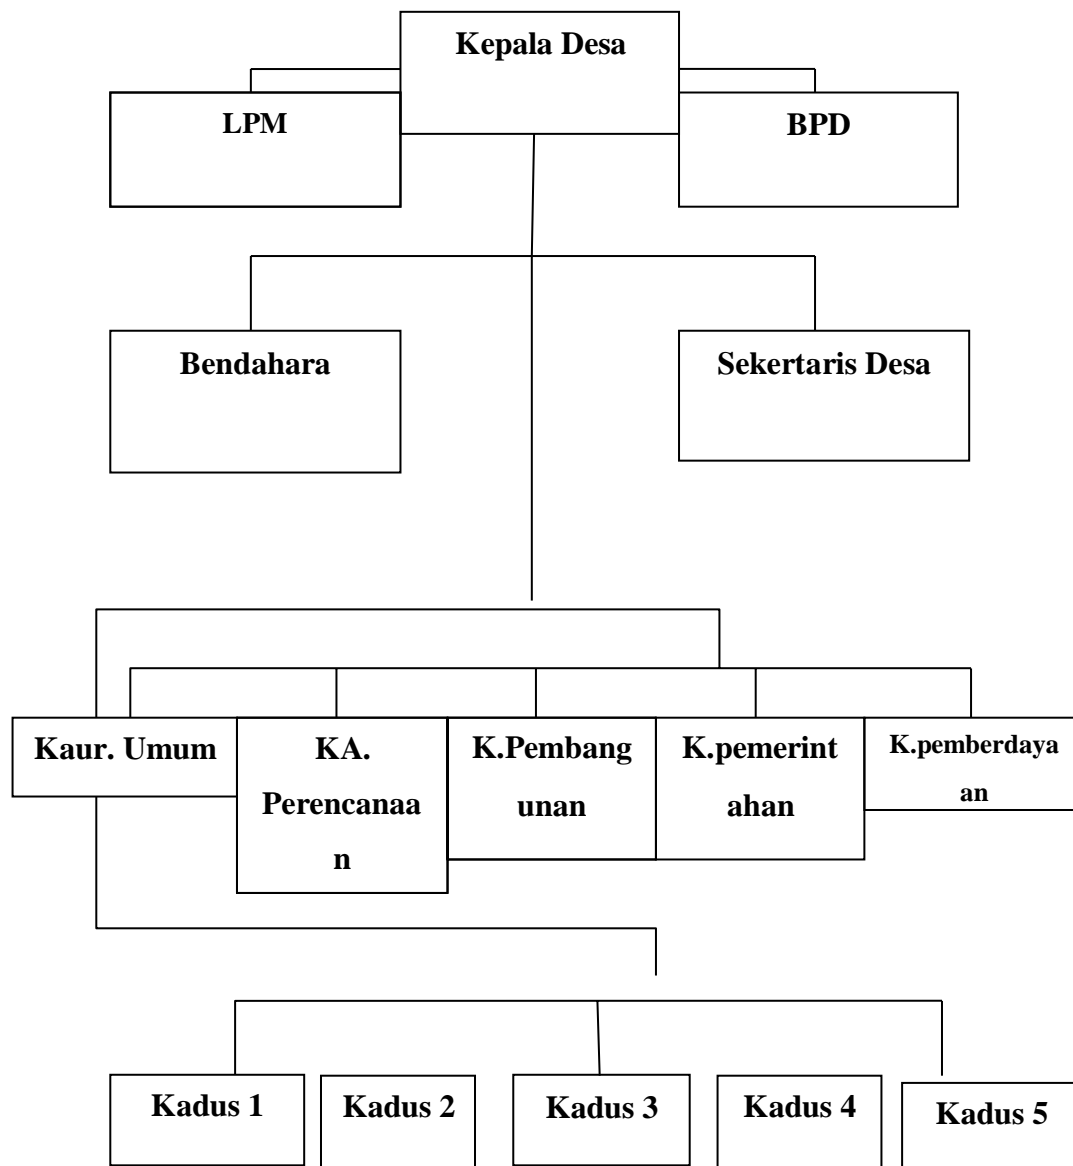 Kepala Desa
LPM
BPD
Bendahara
Sekertaris Desa
Kaur. Umum
KA.
Perencanaa
n
K.Pembang
unan
K.pemerint
ahan
K.pemberdaya
an
Kadus 1
Kadus 2
Kadus 3
Kadus 4
Kadus 5